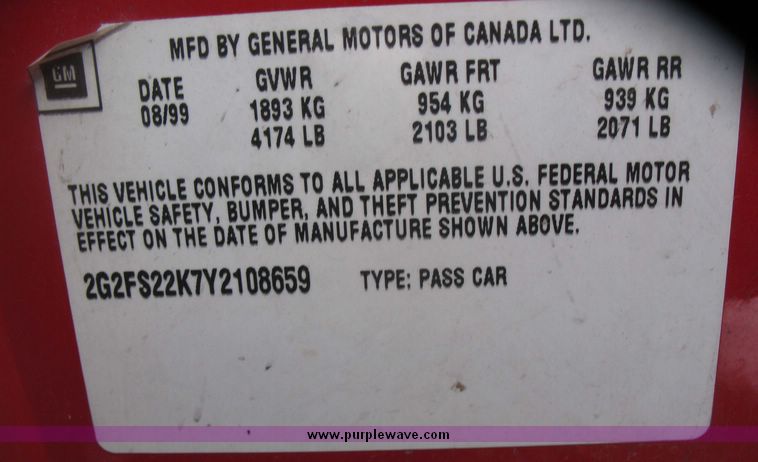 MFD BY GENERAL MOTORS OF CANADA LTD.
GM
DATE GVWR GAWR FRT GAWR RR
08/99 1893 KG 954 KG 939 KG
4174 LB 2103 LB 2071 LB
THIS VEHICLE CONFORMS TO ALL APPLICABLE U.S. FEDERAL MOTOR
VEHICLE SAFETY, BUMPER, AND THEFT PREVENTION STANDARDS IN
EFFECT ON THE DATE OF MANUFACTURE SHOWN ABOVE.
2G2FS22K7Y2108659 TYPE: PASS CAR
www.purplewave.com